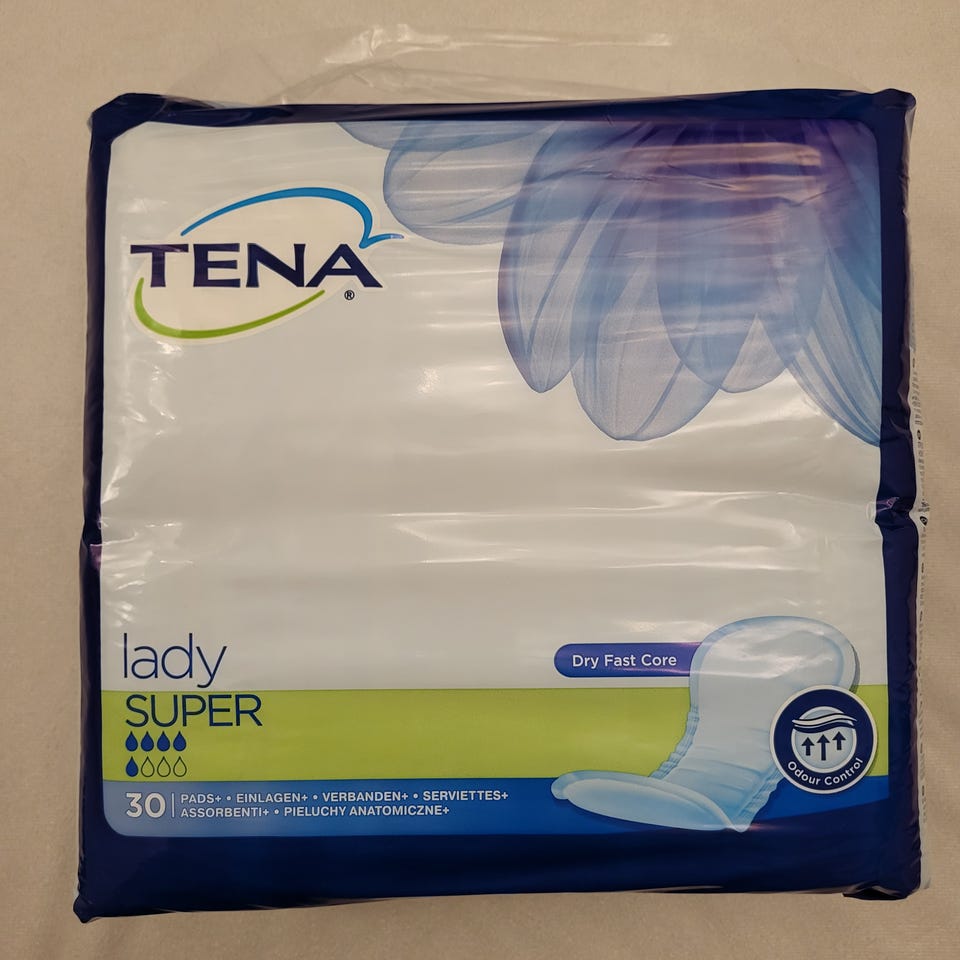 TENA
®
lady
Dry Fast Core
SUPER
Odour Control
30 | PADS+ • EINLAGEN+ • VERBANDEN+ • SERVIETTES+
ASSORBENTI+ • PIELUCHY ANATOMICZNE+